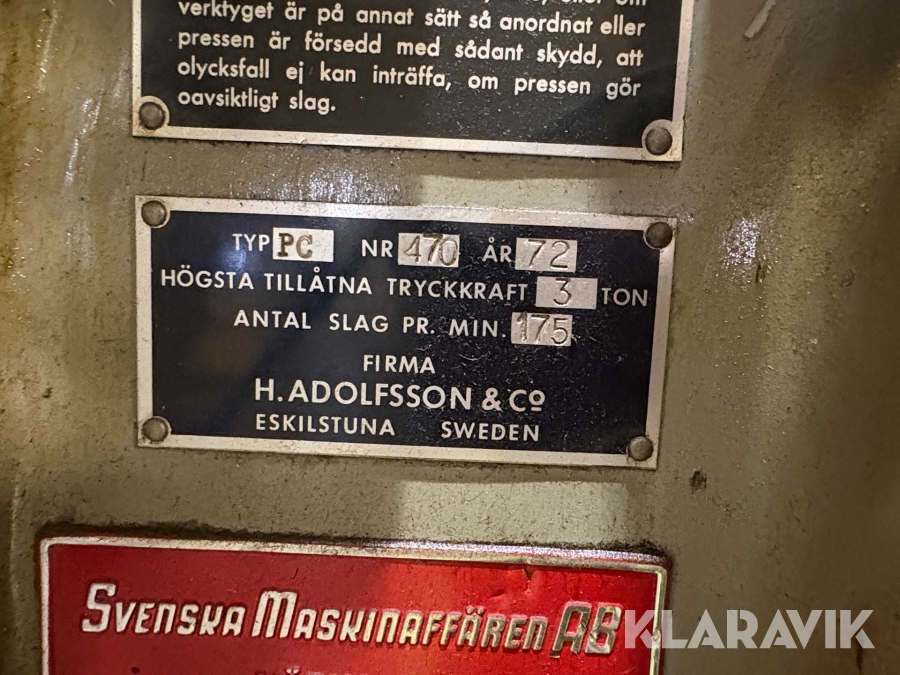 verktyget är på annat sätt så anordnat eller
pressen är försedd med sådant skydd, att
olycksfall ej kan inträffa, om pressen gör
oavsiktligt slag.
TYP PC NR 470 ÅR 72
HÖGSTA TILLÅTNA TRYCKKRAFT 3 TON
ANTAL SLAG PR. MIN. 175
FIRMA
H. ADOLFSSON & Co
ESKILSTUNA SWEDEN
SVENSKA MASKINAFFÄREN AB
KLARAVIK